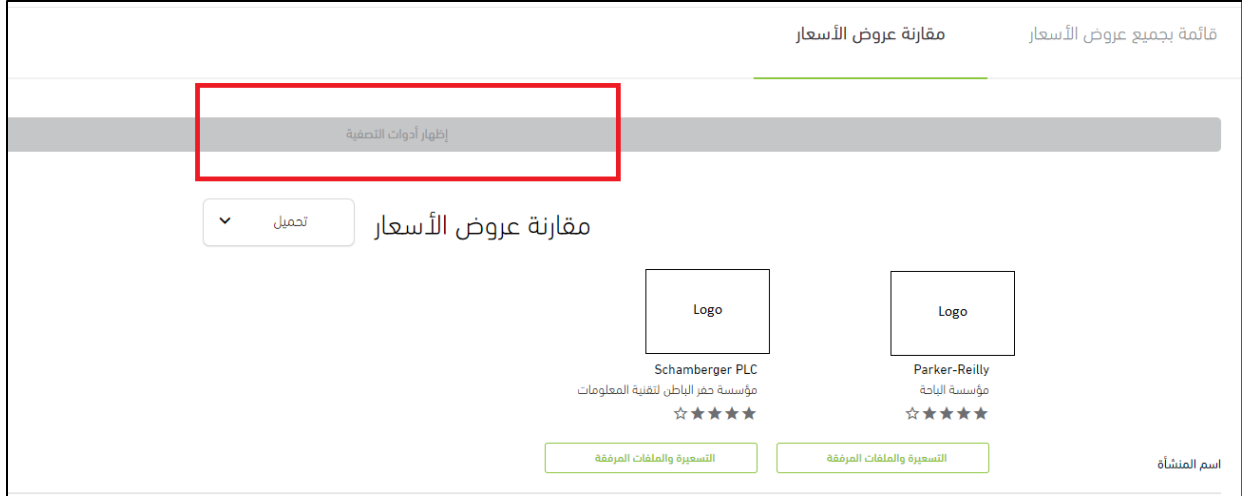 قائمة بجميع عروض الأسعار
مقارنة عروض الأسعار
إظهار أدوات التصفية
مقارنة عروض الأسعار
تحميل
Logo
Logo
Parker-Reilly
Schamberger PLC
مؤسسة الباحة
مؤسسة حفر الباطن لتقنية المعلومات
اسم المنشأة
التسعيرة والملفات المرفقة
التسعيرة والملفات المرفقة